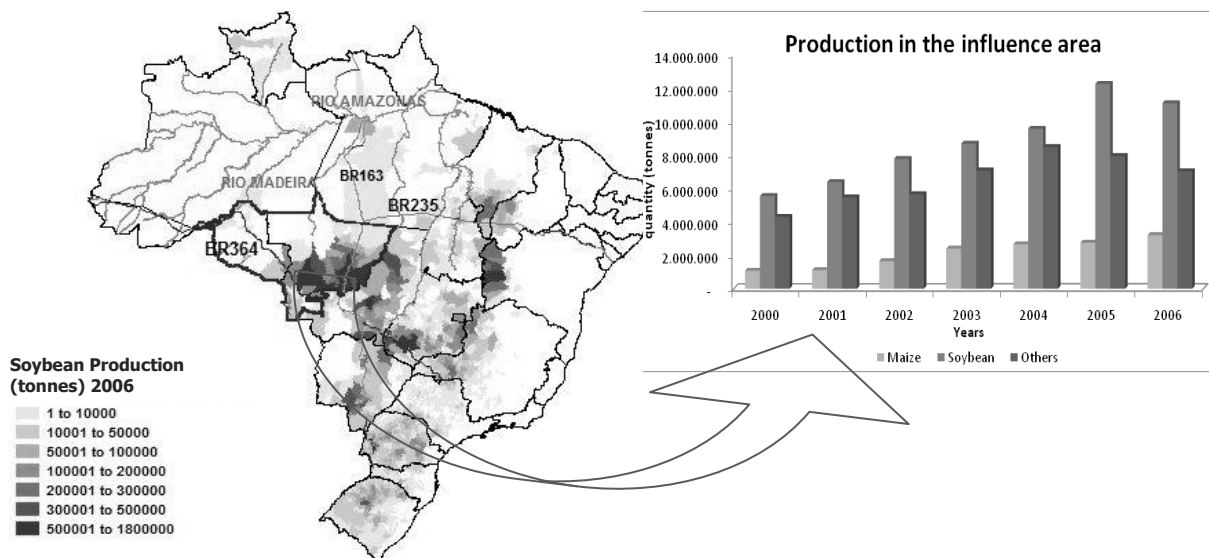 RIO AMAZONAS
RIO MADEIRA
BR163
BR235
BR364
Soybean Production
(tonnes) 2006
1 to 10000
10001 to 50000
50001 to 100000
100001 to 200000
200001 to 300000
300001 to 500000
500001 to 1800000
Production in the influence area
quantity (tonnes)
14.000.000
12.000.000
10.000.000
8.000.000
6.000.000
4.000.000
2.000.000
-
2000 2001 2002 2003 2004 2005 2006
Years
Maize Soybean Others